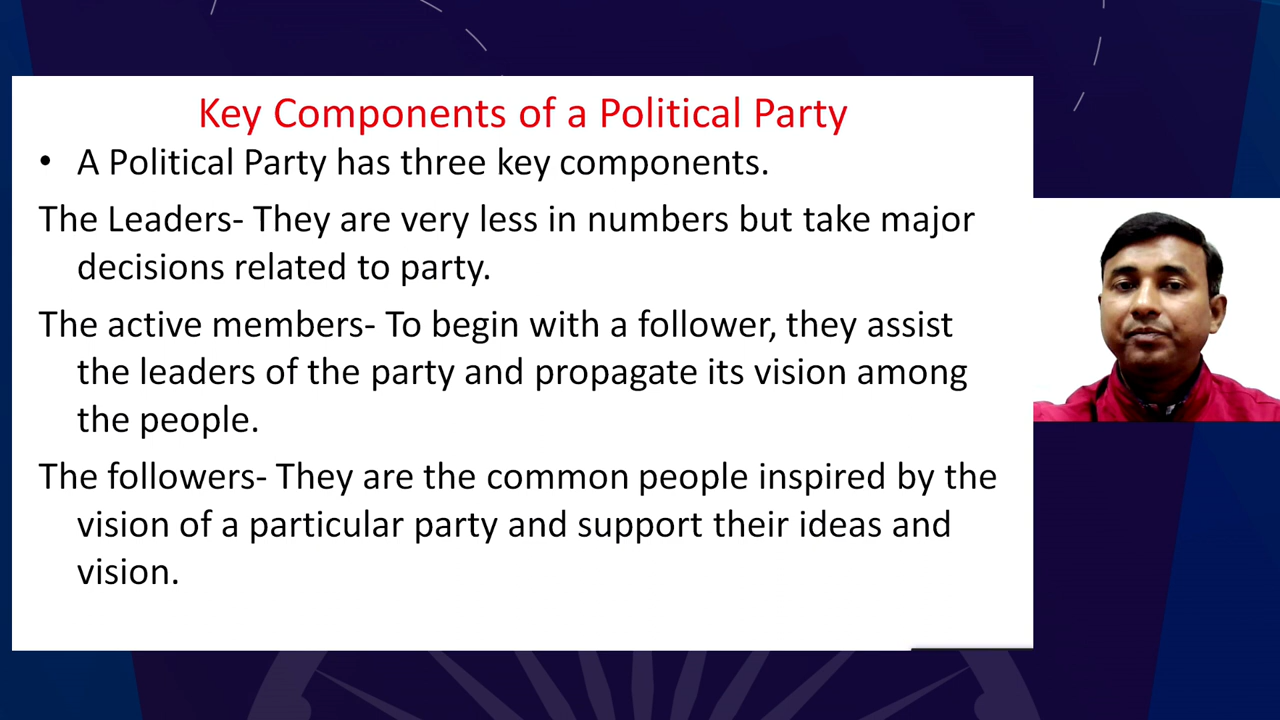 Key Components of a Political Party
• A Political Party has three key components.
The Leaders- They are very less in numbers but take major
decisions related to party.
The active members- To begin with a follower, they assist
the leaders of the party and propagate its vision among
the people.
The followers- They are the common people inspired by the
vision of a particular party and support their ideas and
vision.